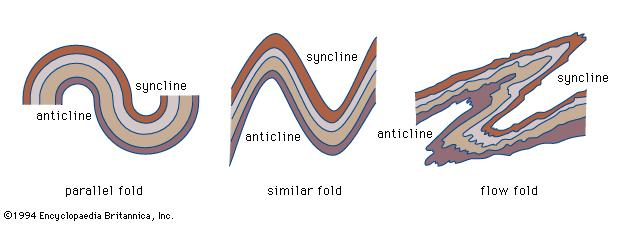 syncline
anticline
parallel fold
syncline
anticline
similar fold
syncline
anticline
flow fold
©1994 Encyclopaedia Britannica, Inc.